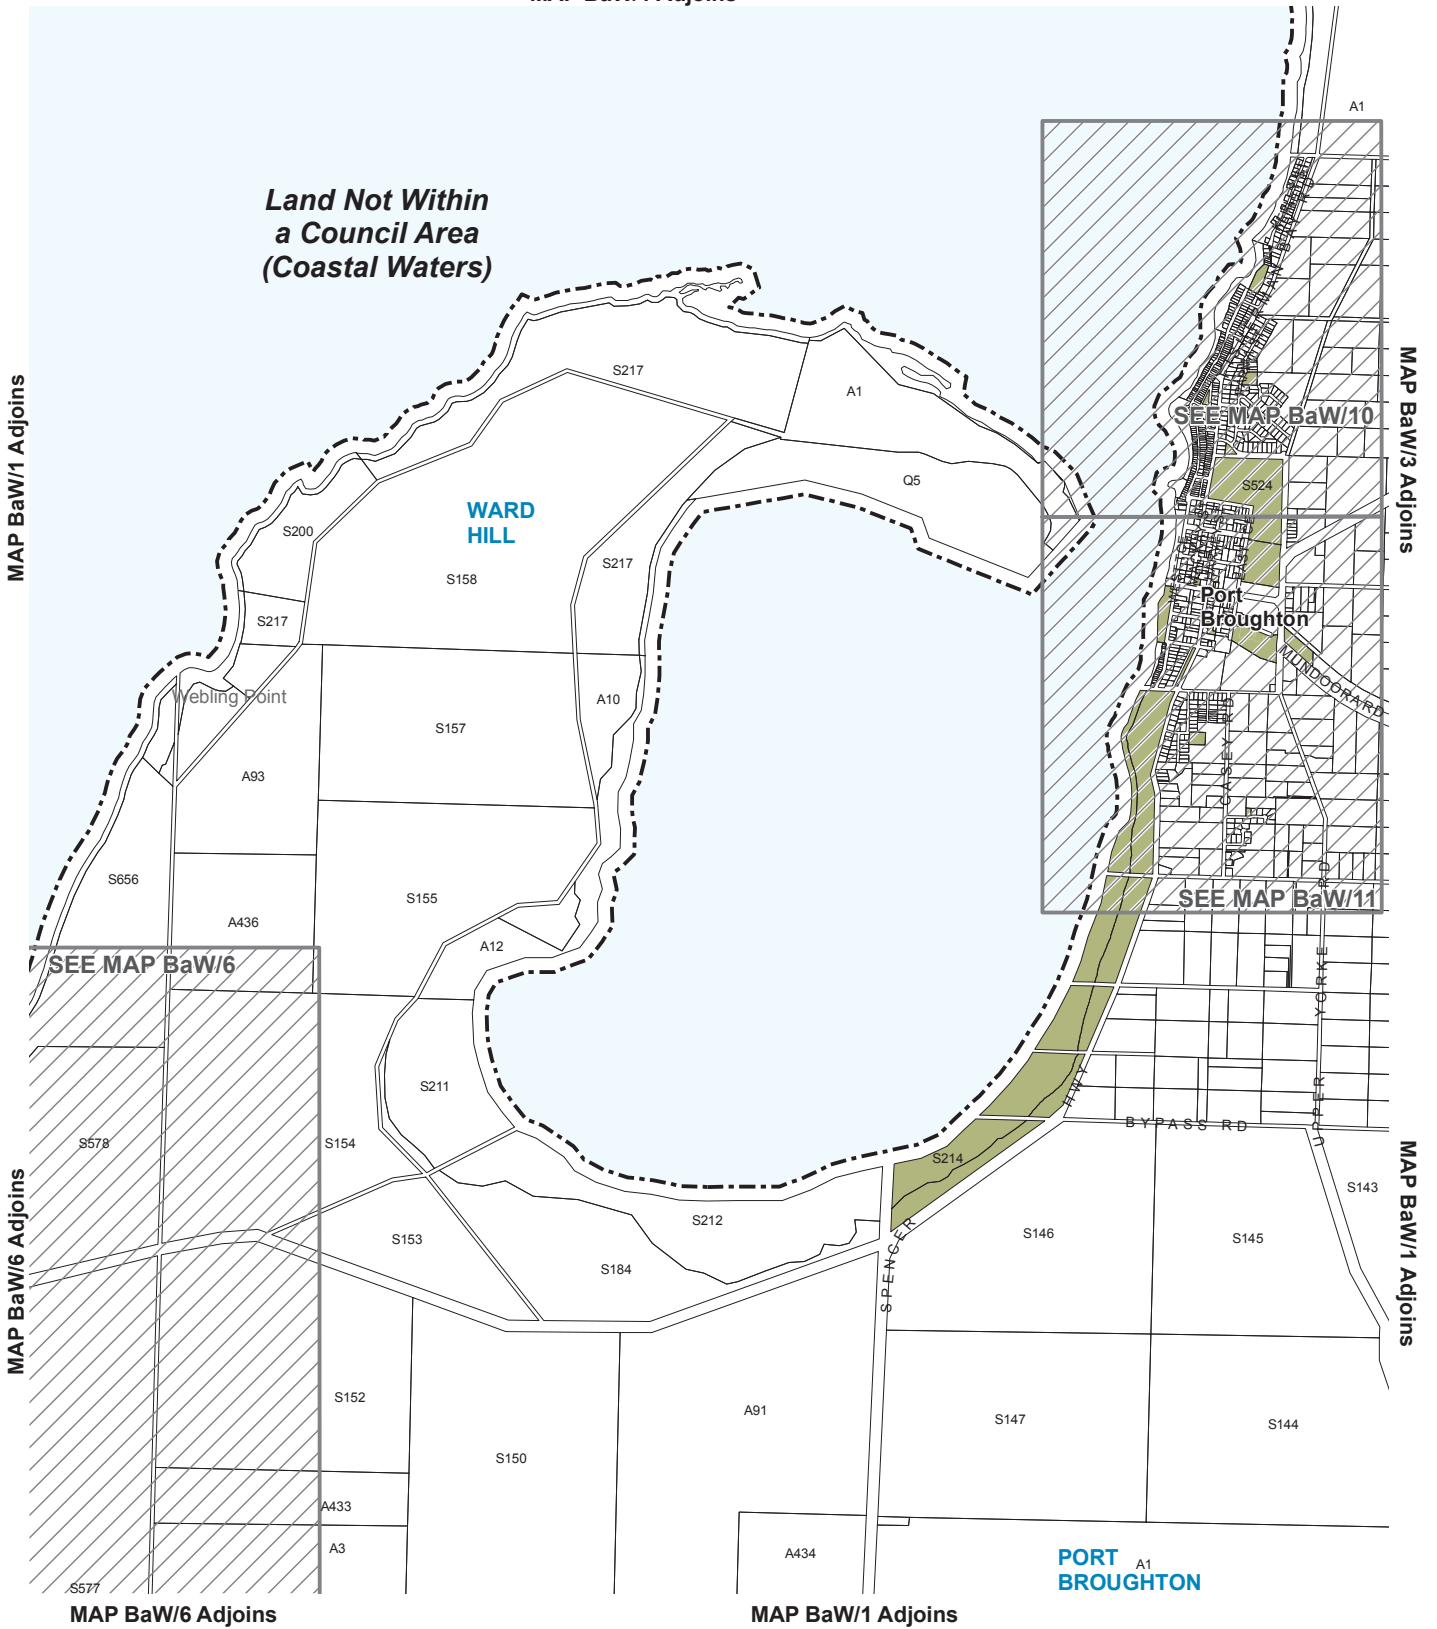 A1
Land Not Within
a Council Area
(Coastal Waters)
MAP BaW/1 Adjoins
MAP BaW/3 Adjoins
S217
A1
SEE MAP BaW/10
Q5
S524
WARD
HILL
S200
S158
S217
S217
Port
Broughton
MUNDOORA RD
Webling Point
A10
S157
CASEY RD
A93
S656
S155
A436
SEE MAP BaW/11
A12
SEE MAP BaW/6
UPPER YORKE RD
S211
HWY
BYPASS RD
S578
S154
S214
MAP BaW/6 Adjoins
MAP BaW/1 Adjoins
S143
S212
S153
S146
S145
SPENCER
S184
S152
A91
S147
S144
S150
A433
A3
A434
PORT
BROUGHTON
A1
S577
MAP BaW/6 Adjoins
MAP BaW/1 Adjoins